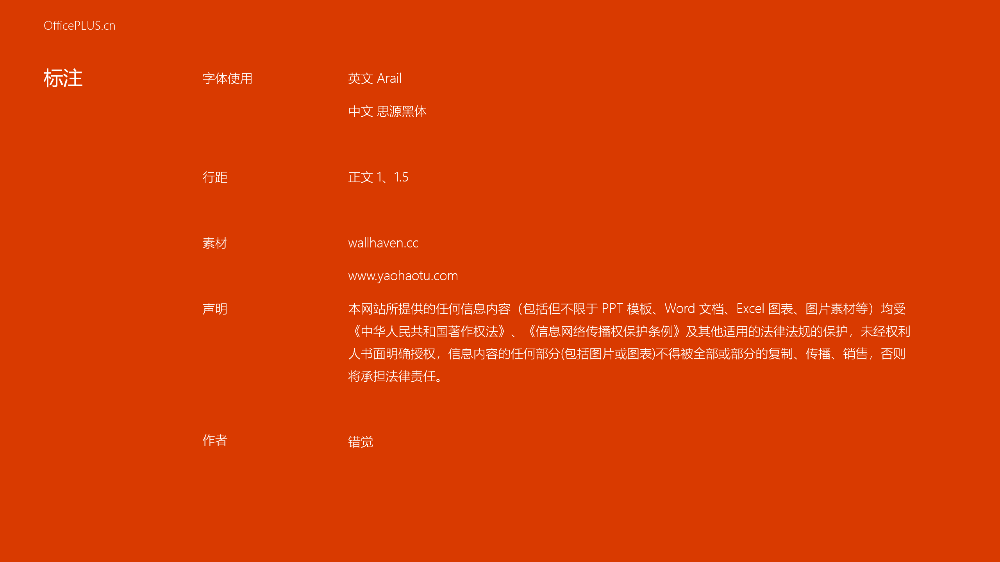 OfficePLUS.cn
标注
字体使用
英文 Arail
中文 思源黑体
行距
正文 1、1.5
素材
wallhaven.cc
www.yaohaotu.com
声明
本网站所提供的任何信息内容（包括但不限于 PPT 模板、Word 文档、Excel 图表、图片素材等）均受
《中华人民共和国著作权法》、《信息网络传播权保护条例》及其他适用的法律法规的保护，未经权利
人书面明确授权，信息内容的任何部分(包括图片或图表)不得被全部或部分的复制、传播、销售，否则
将承担法律责任。
作者
错觉